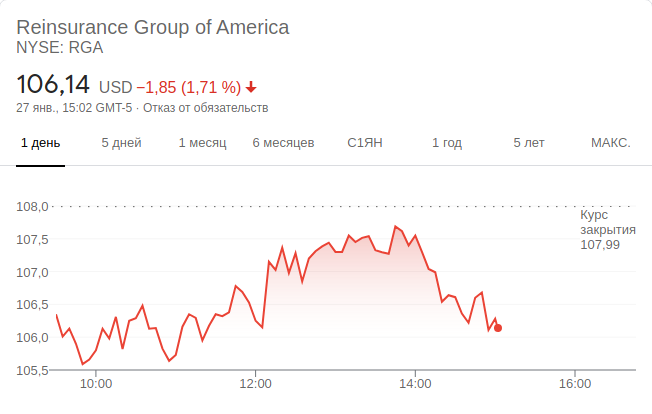 Reinsurance Group of America
NYSE: RGA
106,14 USD −1,85 (1,71 %)
27 янв., 15:02 GMT-5 · Отказ от обязательств
1 день 5 дней 1 месяц 6 месяцев С1ЯН 1 год 5 лет МАКС.
108,0
107,5
107,0
106,5
106,0
105,5
Курс
закрытия
107,99
10:00 12:00 14:00 16:00